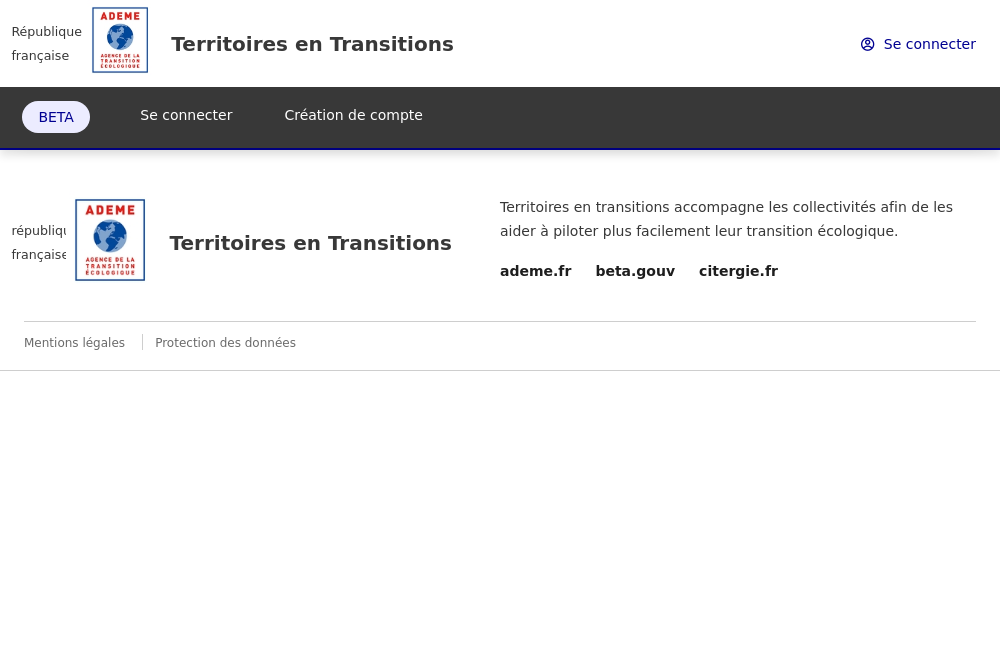 République
française
ADEME
AGENCE DE LA
TRANSITION
ÉCOLOGIQUE
Territoires en Transitions
Se connecter
BETA
Se connecter
Création de compte
républiqu
française
ADEME
AGENCE DE LA
TRANSITION
ÉCOLOGIQUE
Territoires en Transitions
Territoires en transitions accompagne les collectivités afin de les
aider à piloter plus facilement leur transition écologique.
ademe.fr beta.gouv citergie.fr
Mentions légales
Protection des données